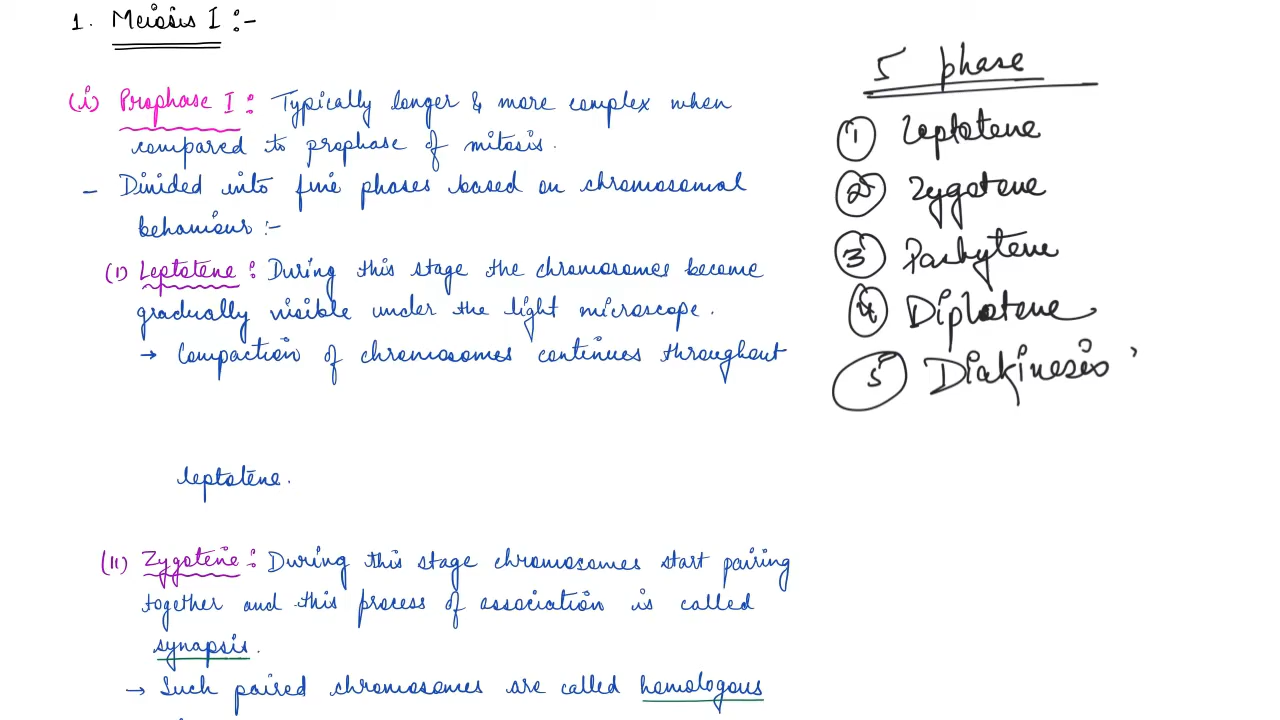 1. Meiosis I :-
(i) Prophase I : Typically longer & more complex when
compared to prophase of mitosis.
- Divided into five phases based on chromosomal
behaviour :-
(I) Leptotene : During this stage the chromosomes become
gradually visible under the light microscope.
→ Compaction of chromosomes continues throughout
leptotene.
(II) Zygotene : During this stage chromosomes start pairing
together and this process of association is called
synapsis.
→ Such paired chromosomes are called homologous
5 phase
① Leptotene
② Zygotene
③ Pachytene
④ Diplotene
⑤ Diakinesis